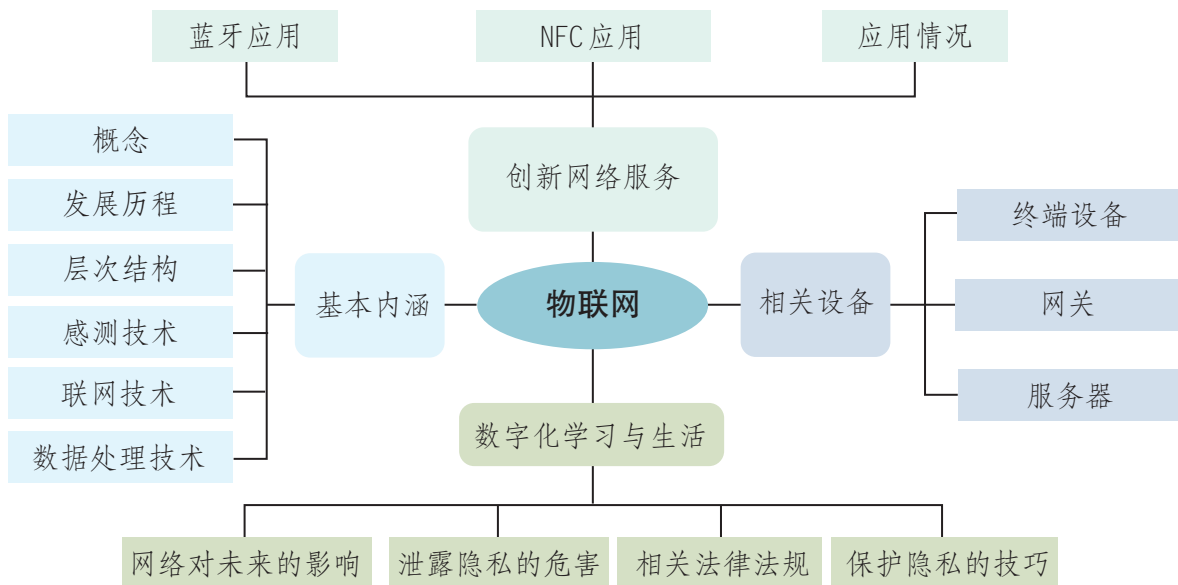 蓝牙应用
NFC应用
应用情况
创新网络服务
概念
发展历程
层次结构
感测技术
联网技术
数据处理技术
基本内涵
物联网
相关设备
终端设备
网关
服务器
数字化学习与生活
网络对未来的影响
泄露隐私的危害
相关法律法规
保护隐私的技巧